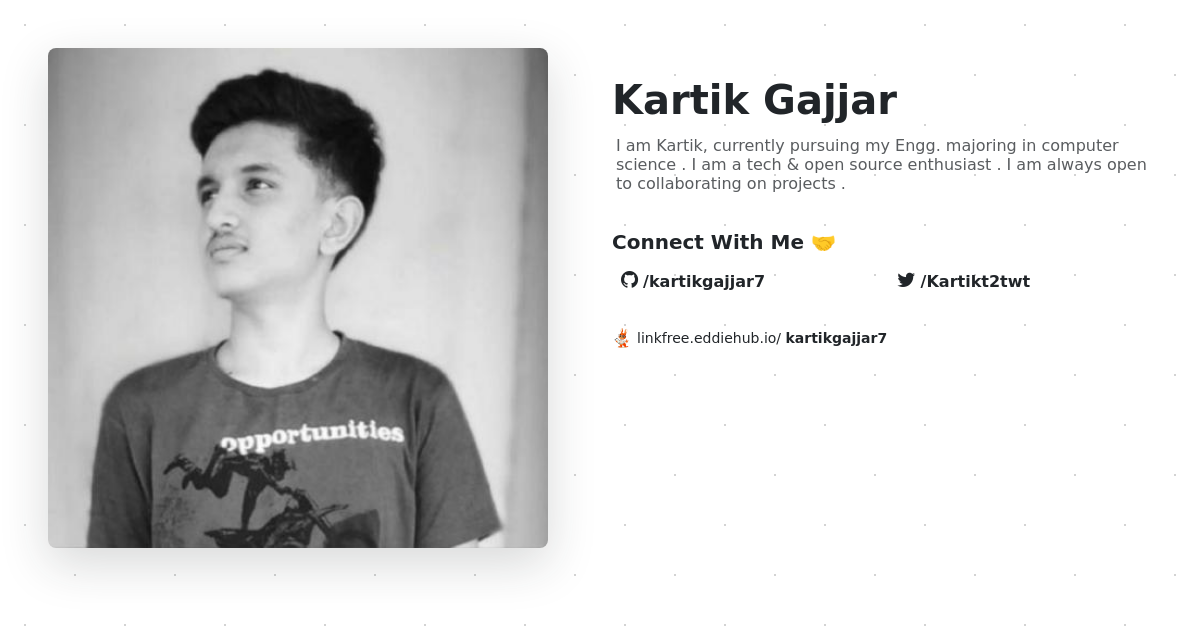 Kartik Gajjar
I am Kartik, currently pursuing my Engg. majoring in computer
science . I am a tech & open source enthusiast . I am always open
to collaborating on projects .
Connect With Me 🤝
/kartikgajjar7
/Kartikt2twt
linkfree.eddiehub.io/ kartikgajjar7
opportunities